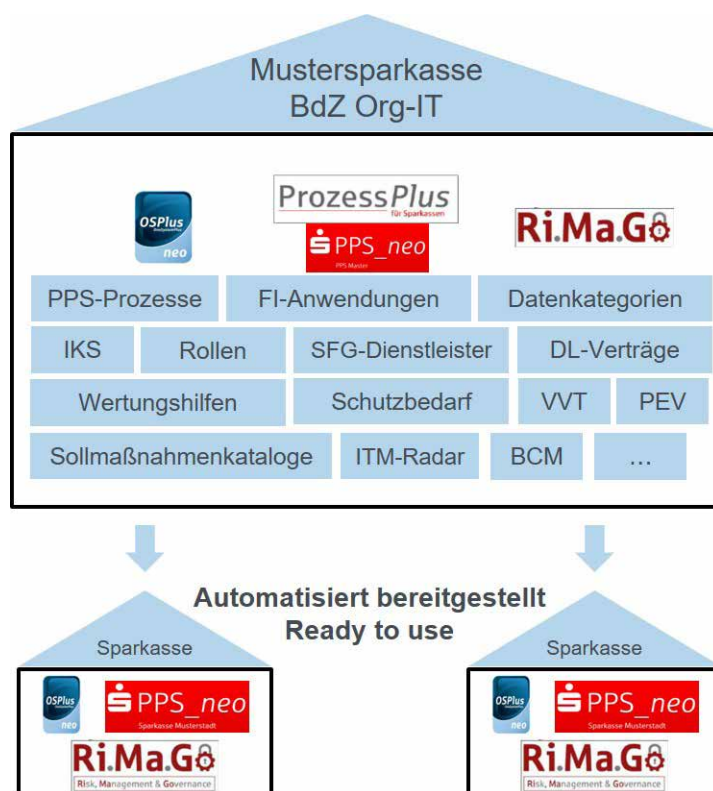 Mustersparkasse
BdZ Org-IT
ProzessPlus
für Sparkassen
OSPlus
neo
PPS_neo
PPS Master
Ri.Ma.Go
PPS-Prozesse
FI-Anwendungen
Datenkategorien
IKS
Rollen
SFG-Dienstleister
DL-Verträge
Wertungshilfen
Schutzbedarf
VVT
PEV
Sollmaßnahmenkataloge
ITM-Radar
BCM
...
Automatisiert bereitgestellt
Ready to use
Sparkasse
OSPlus
neo
PPS_neo
Sparkasse Musterstadt
Ri.Ma.Go
Risk, Management & Governance
Sparkasse
OSPlus
neo
PPS_neo
Sparkasse Musterstadt
Ri.Ma.Go
Risk, Management & Governance